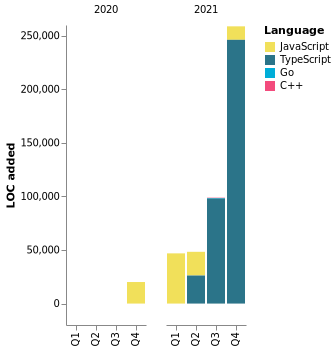 2020 2021
Language
JavaScript
TypeScript
Go
C++
250,000
200,000
150,000
100,000
50,000
0
LOC added
Q1 Q2 Q3 Q4 Q1 Q2 Q3 Q4